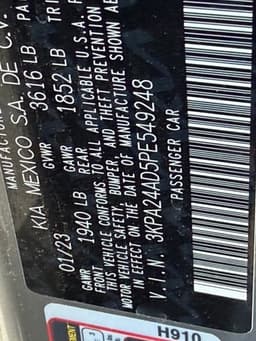 MANUFACTURED
KIA MEXICO S.A. DE C.V.
GVWR 3616 LB
01/23 GAWR FRONT 1940 LB GAWR REAR 1852 LB
THIS VEHICLE CONFORMS TO ALL APPLICABLE U.S.A. F
MOTOR VEHICLE SAFETY, BUMPER, AND THEFT PREVENTION
IN EFFECT ON THE DATE OF MANUFACTURE SHOWN AB
V.I.N. 3KPA24AD5PE549248
PASSENGER CAR
H910